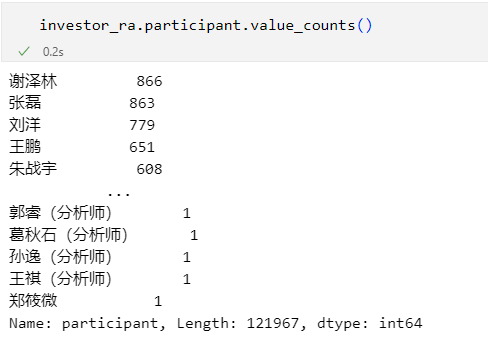 investor_ra.participant.value_counts()
0.2s
谢泽林 866
张磊 863
刘洋 779
王鹏 651
朱战宇 608
...
郭睿（分析师） 1
葛秋石（分析师） 1
孙逸（分析师） 1
王祺（分析师） 1
郑筱微 1
Name: participant, Length: 121967, dtype: int64